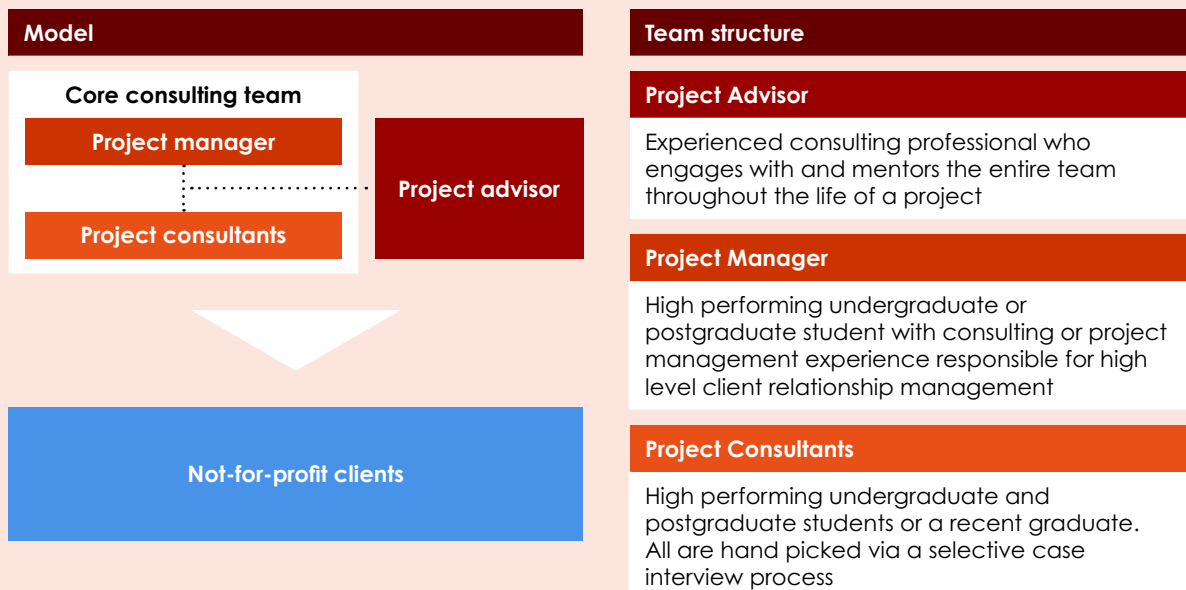 Model
Core consulting team
Project manager
Project consultants
Project advisor
Not-for-profit clients
Team structure
Project Advisor
Experienced consulting professional who
engages with and mentors the entire team
throughout the life of a project
Project Manager
High performing undergraduate or
postgraduate student with consulting or project
management experience responsible for high
level client relationship management
Project Consultants
High performing undergraduate and
postgraduate students or a recent graduate.
All are hand picked via a selective case
interview process